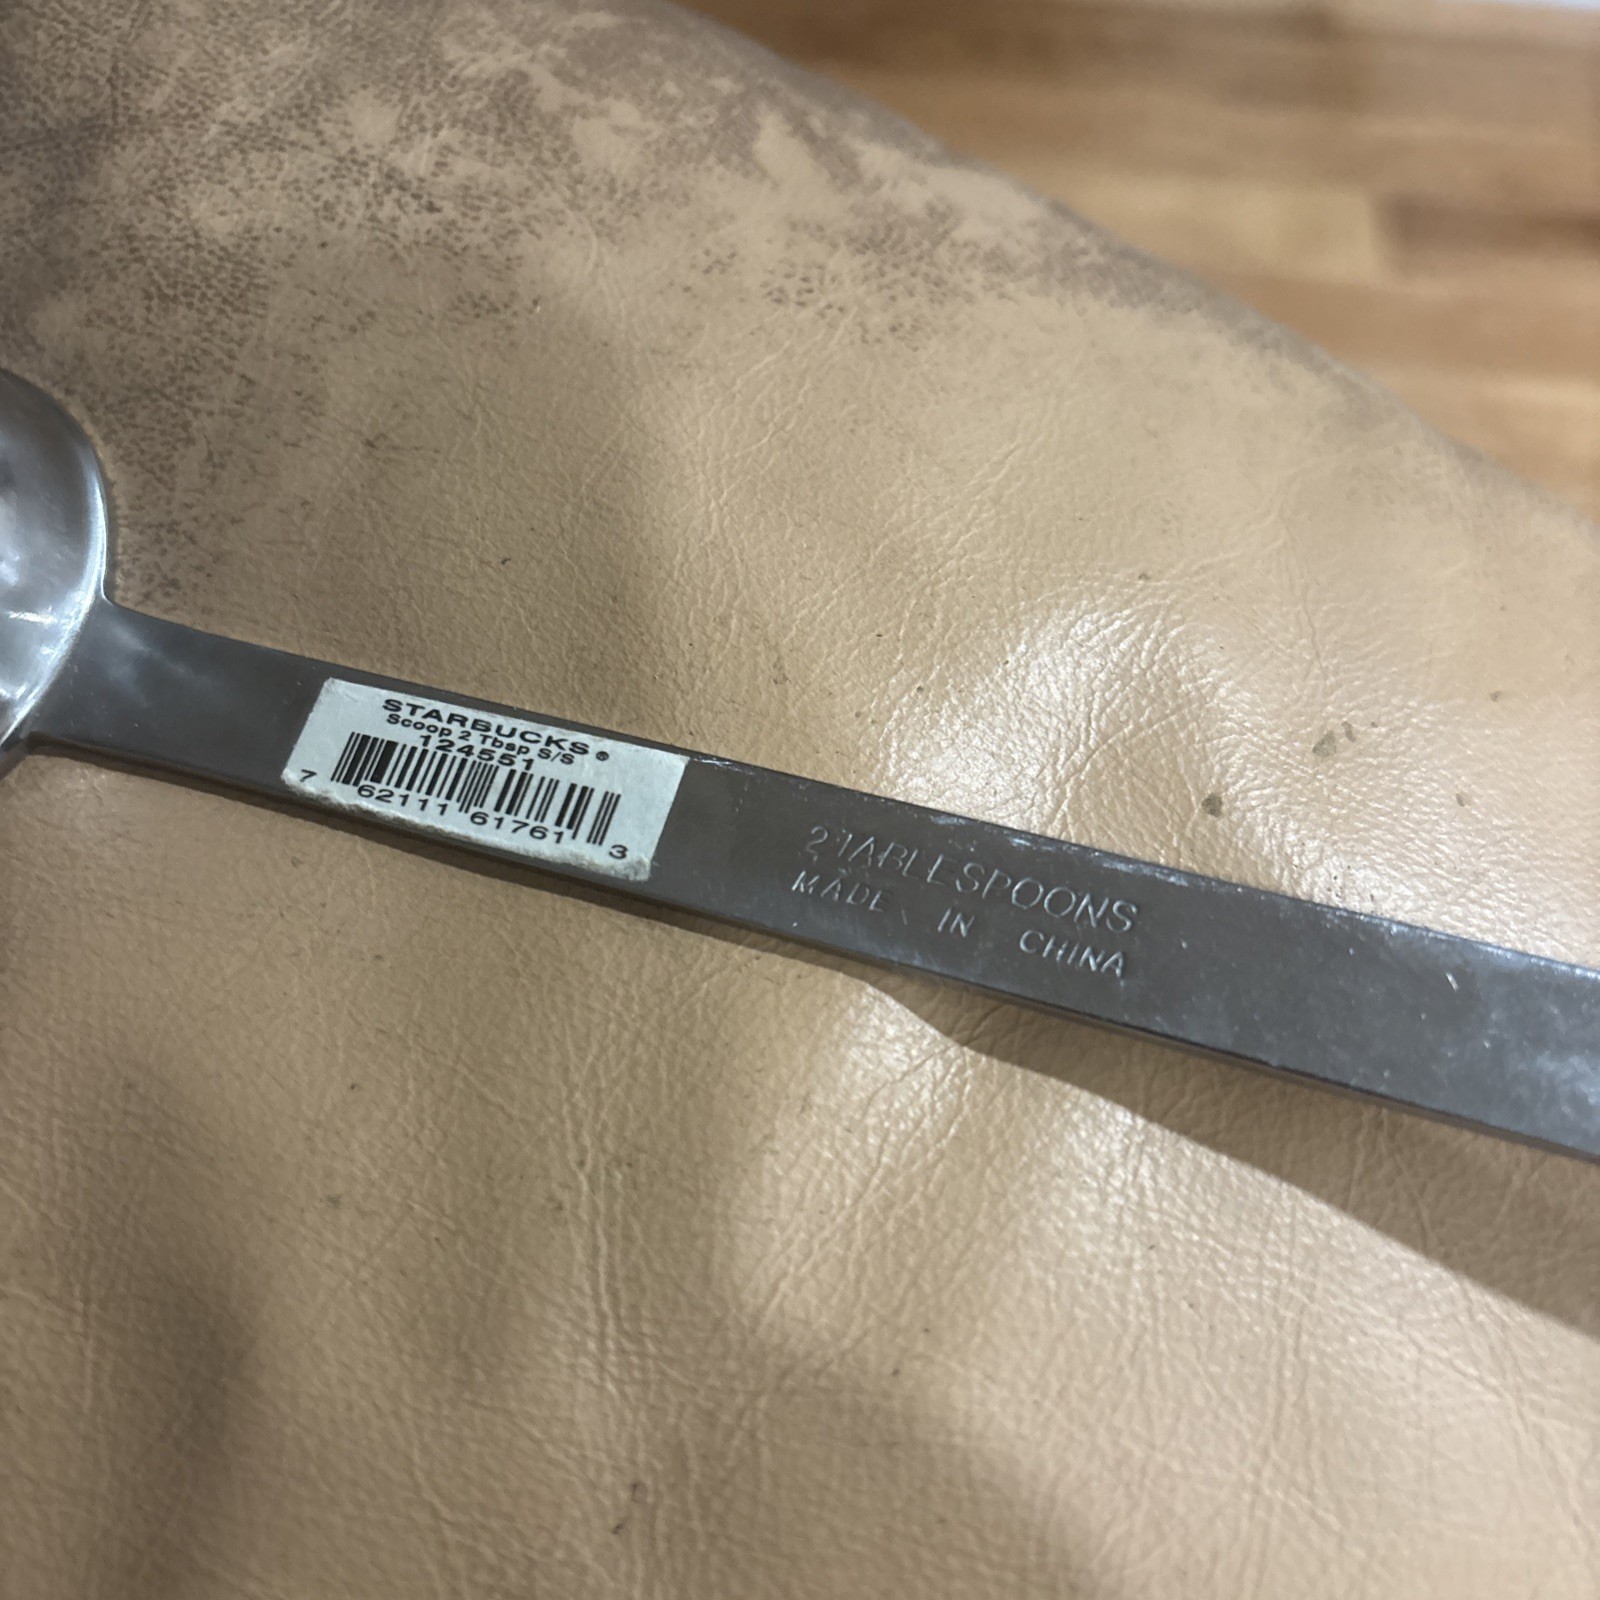 STARBUCKS®
Scoop 2 Tbsp S/S
124551
7 62111 61761 3
2 TABLESPOONS
MADE IN CHINA